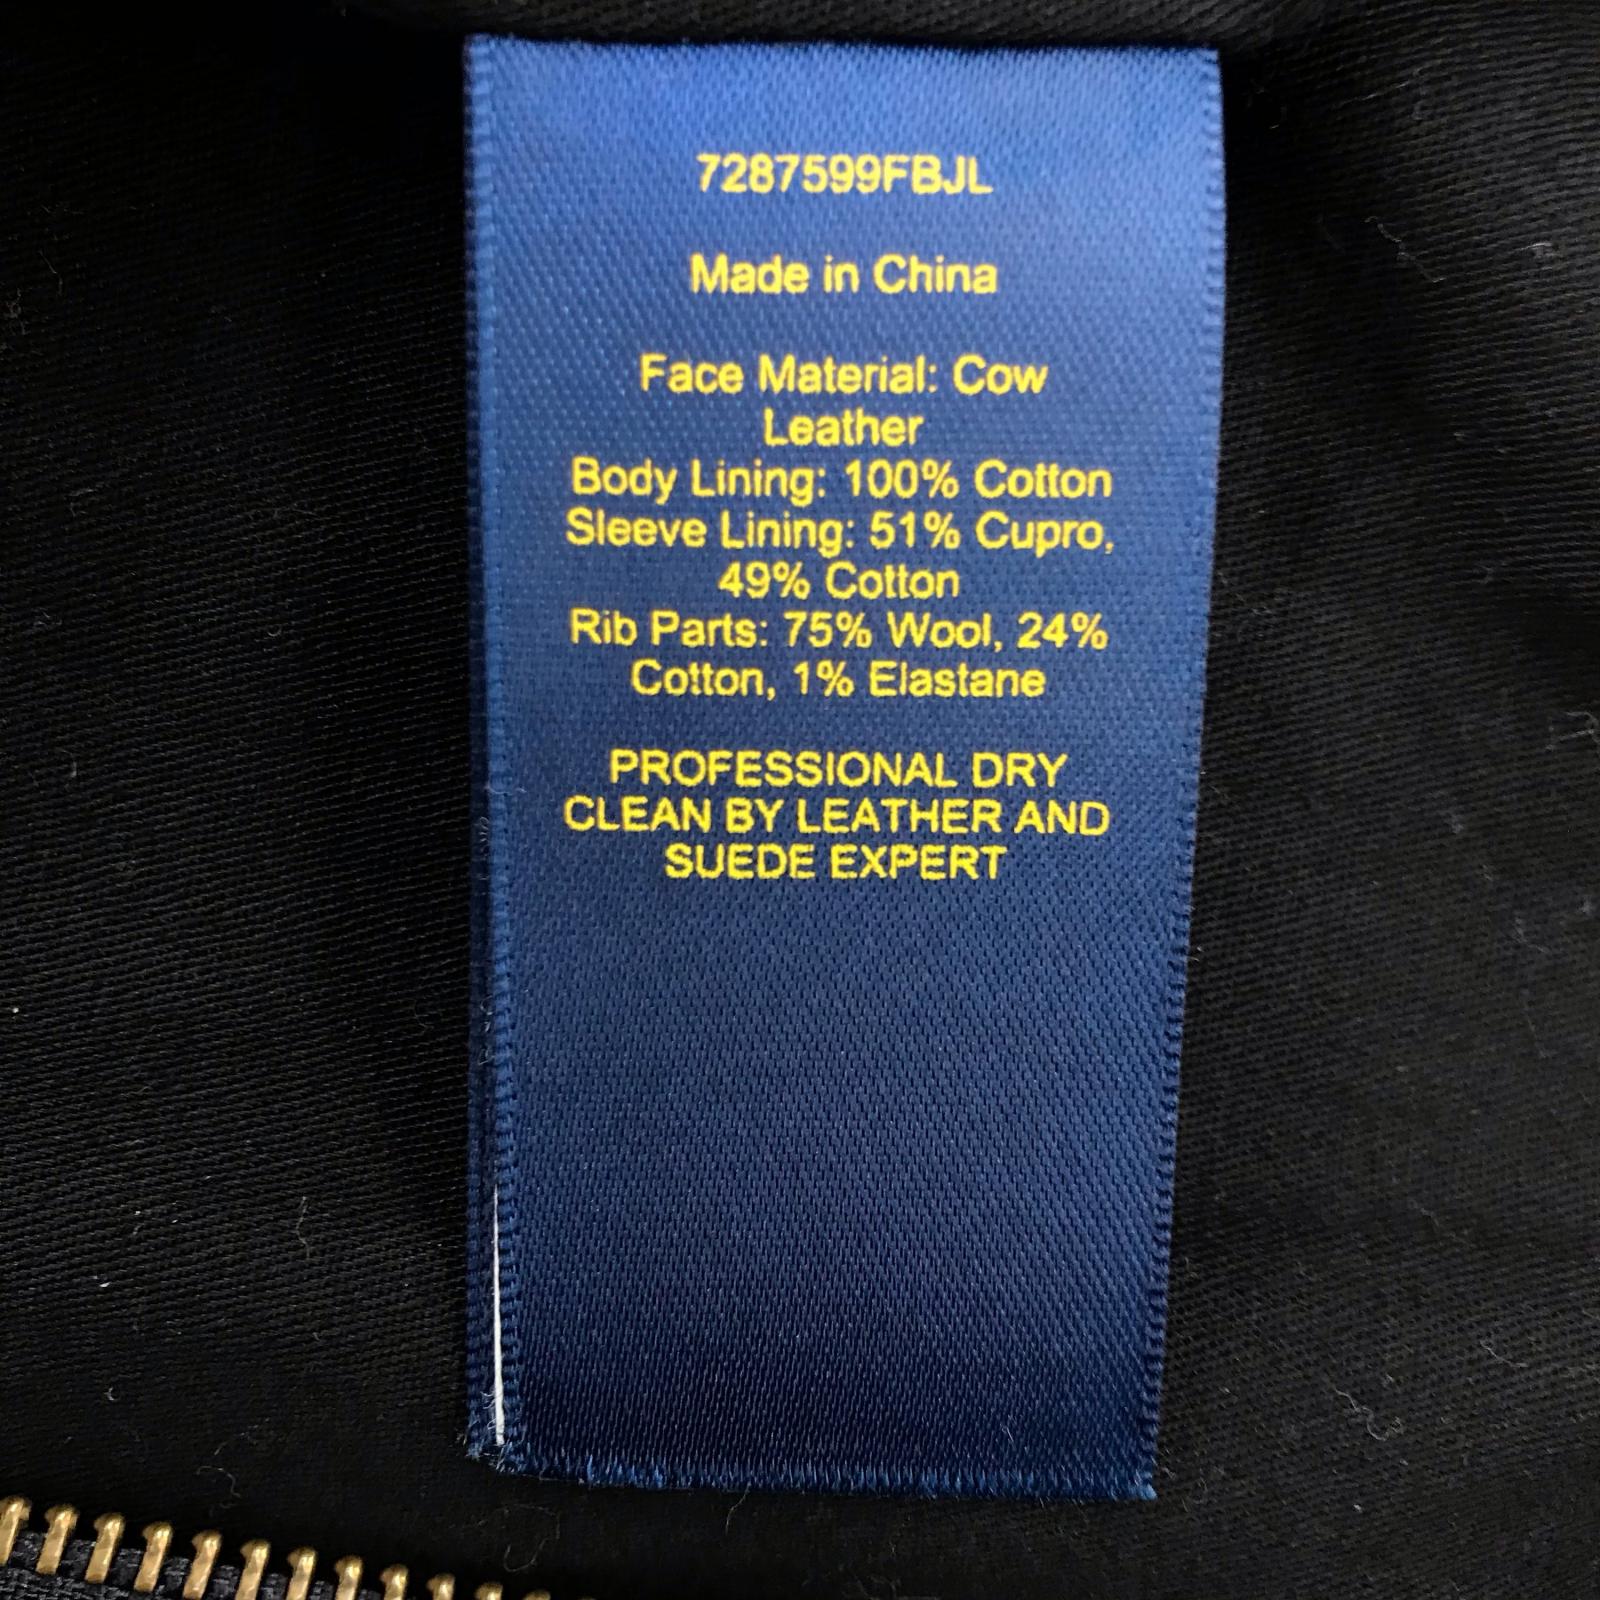 7287599FBJL
Made in China
Face Material: Cow
Leather
Body Lining: 100% Cotton
Sleeve Lining: 51% Cupro,
49% Cotton
Rib Parts: 75% Wool, 24%
Cotton, 1% Elastane
PROFESSIONAL DRY
CLEAN BY LEATHER AND
SUEDE EXPERT